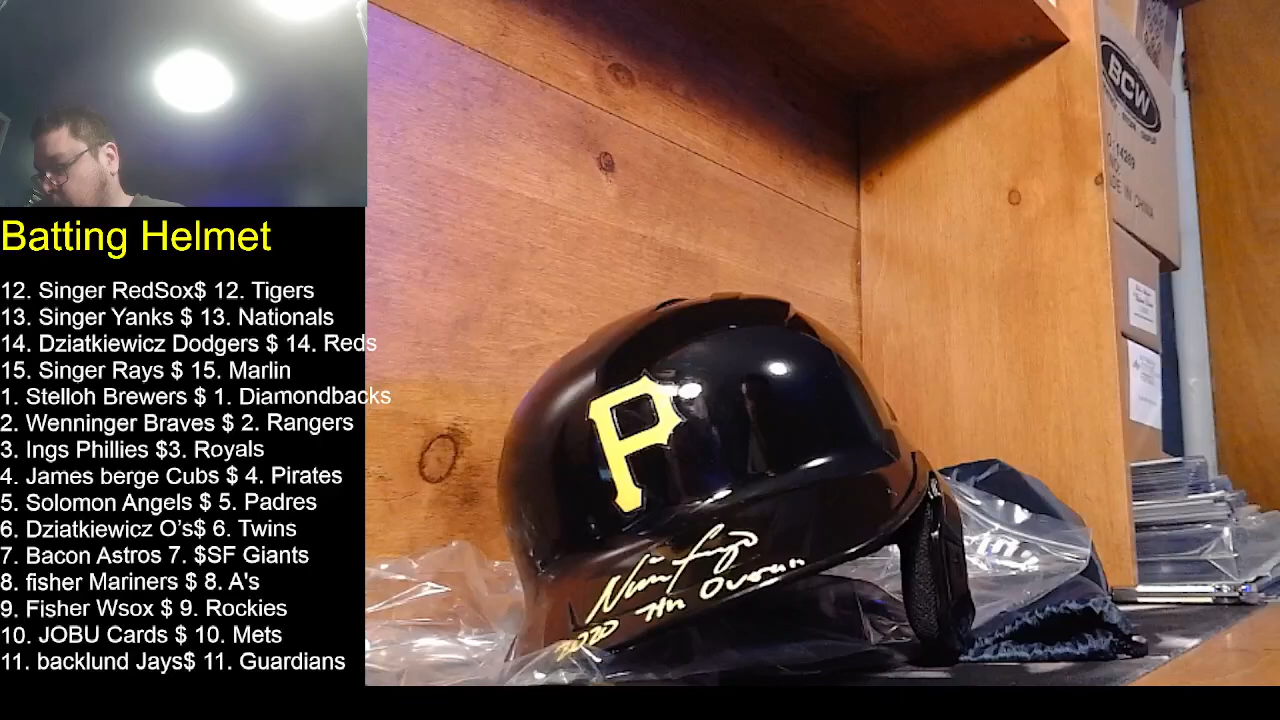 Batting Helmet
12. Singer RedSox$ 12. Tigers
13. Singer Yanks $ 13. Nationals
14. Dziatkiewicz Dodgers $ 14. Reds
15. Singer Rays $ 15. Marlin
1. Stelloh Brewers $ 1. Diamondbacks
2. Wenninger Braves $ 2. Rangers
3. Ings Phillies $3. Royals
4. James berge Cubs $ 4. Pirates
5. Solomon Angels $ 5. Padres
6. Dziatkiewicz O’s$ 6. Twins
7. Bacon Astros 7. $SF Giants
8. fisher Mariners $ 8. A's
9. Fisher Wsox $ 9. Rockies
10. JOBU Cards $ 10. Mets
11. backlund Jays$ 11. Guardians
P
2020 7th Overall
BCW